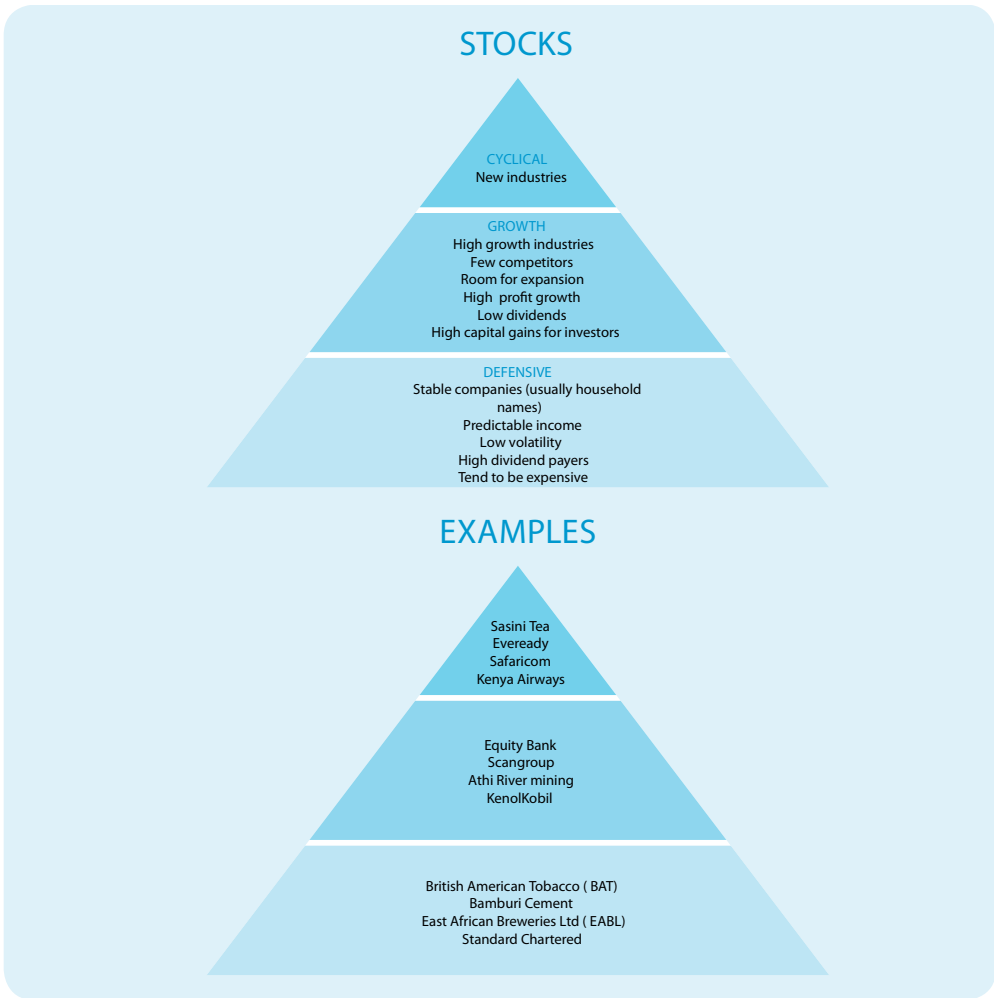 STOCKS
CYCLICAL
New industries
GROWTH
High growth industries
Few competitors
Room for expansion
High profit growth
Low dividends
High capital gains for investors
DEFENSIVE
Stable companies (usually household
names)
Predictable income
Low volatility
High dividend payers
Tend to be expensive
EXAMPLES
Sasini Tea
Eveready
Safaricom
Kenya Airways
Equity Bank
Scangroup
Athi River mining
KenolKobil
British American Tobacco ( BAT)
Bamburi Cement
East African Breweries Ltd ( EABL)
Standard Chartered